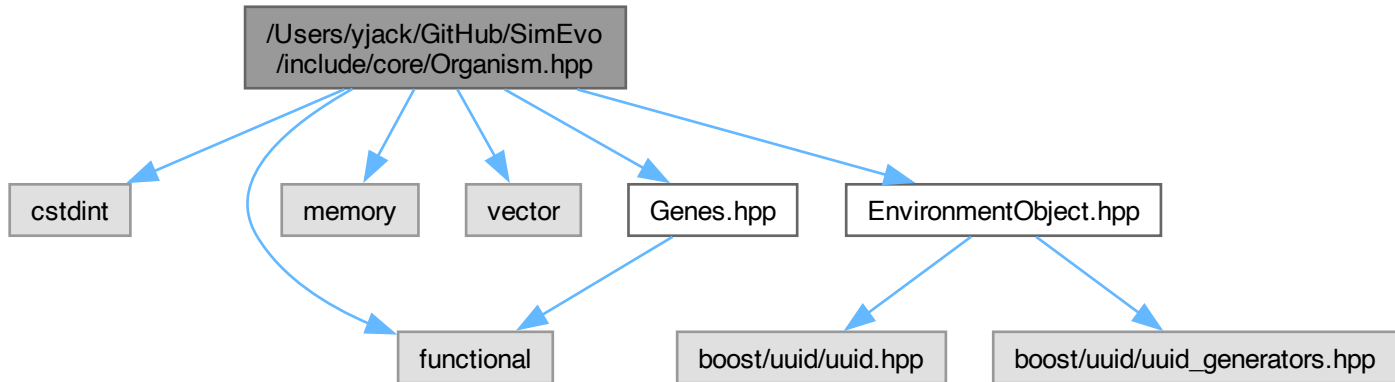 /Users/yjack/GitHub/SimEvo
/include/core/Organism.hpp
cstdint
memory
vector
Genes.hpp
EnvironmentObject.hpp
functional
boost/uuid/uuid.hpp
boost/uuid/uuid_generators.hpp